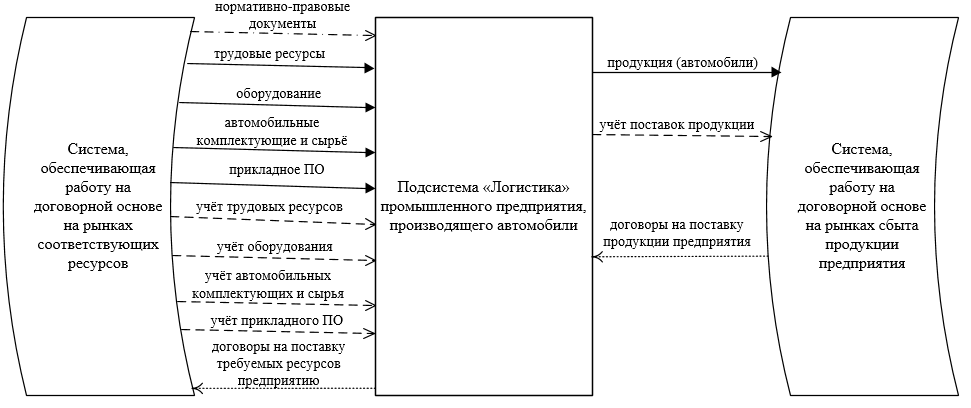 нормативно-правовые
документы
трудовые ресурсы
оборудование
автомобильные
комплектующие и сырьё
прикладное ПО
учёт трудовых ресурсов
учёт оборудования
учёт автомобильных
комплектующих и сырья
учёт прикладного ПО
договоры на поставку
требуемых ресурсов
предприятию
Система,
обеспечивающая
работу на
договорной основе
на рынках
соответствующих
ресурсов
Подсистема «Логистика»
промышленного предприятия,
производящего автомобили
продукция (автомобили)
учёт поставок продукции
договоры на поставку
продукции предприятия
Система,
обеспечивающая
работу на
договорной основе
на рынках сбыта
продукции
предприятия